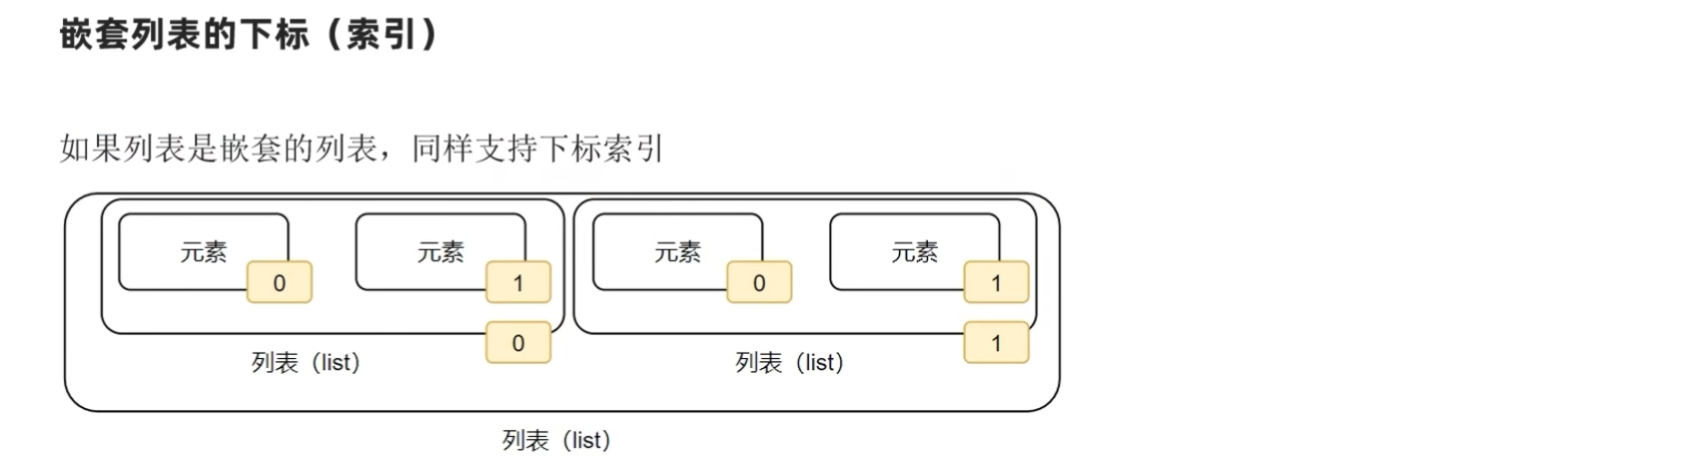 嵌套列表的下标（索引）
如果列表是嵌套的列表，同样支持下标索引
元素
0
元素
1
元素
0
元素
1
0
1
列表（list）
列表（list）
列表（list）